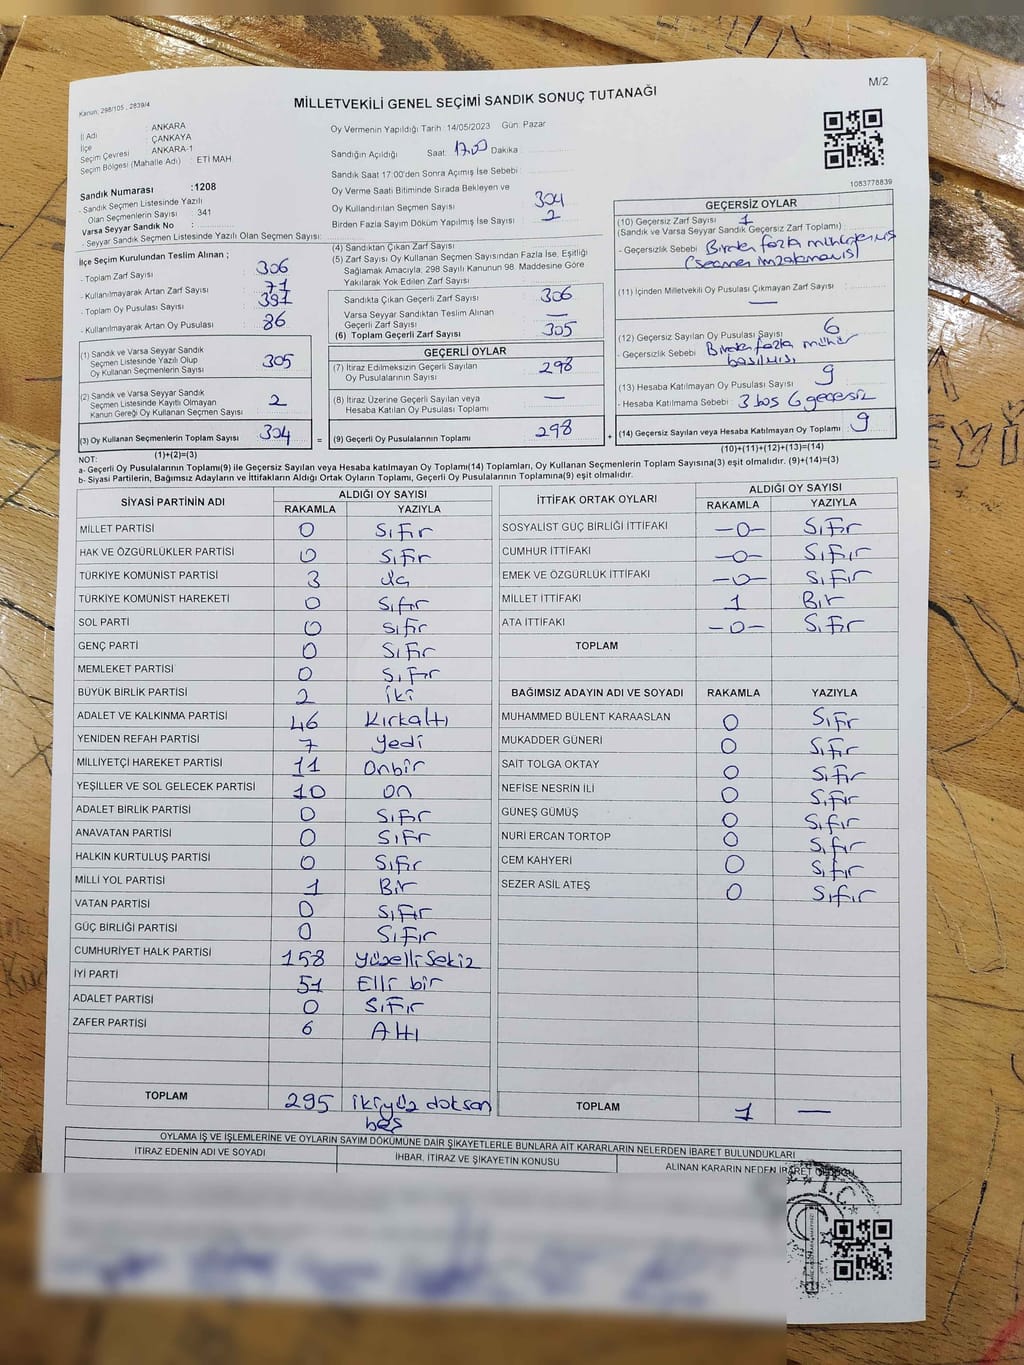 M/2
Kanun; 298/105 , 2839/4
MİLLETVEKİLİ GENEL SEÇİMİ SANDIK SONUÇ TUTANAĞI
İl Adı : ANKARA
İlçe : ÇANKAYA
Seçim Çevresi : ANKARA-1
Seçim Bölgesi (Mahalle Adı) : ETİ MAH.
Sandık Numarası :1208
- Sandık Seçmen Listesinde Yazılı
Olan Seçmenlerin Sayısı : 341
Varsa Seyyar Sandık No :
- Seyyar Sandık Seçmen Listesinde Yazılı Olan Seçmen Sayısı:
İlçe Seçim Kurulundan Teslim Alınan ;
- Toplam Zarf Sayısı 306
- Kullanılmayarak Artan Zarf Sayısı 71
- Toplam Oy Pusulası Sayısı 391
- Kullanılmayarak Artan Oy Pusulası 86
Oy Vermenin Yapıldığı Tarih : 14/05/2023 Gün: Pazar
Sandığın Açıldığı Saat: 17.00 Dakika :
Sandık Saat 17:00'den Sonra Açımış İse Sebebi :
Oy Verme Saati Bitiminde Sırada Bekleyen ve
Oy Kullandırılan Seçmen Sayısı : 304
Birden Fazla Sayım Döküm Yapılmış İse Sayısı : 2
(4) Sandıktan Çıkan Zarf Sayısı
(5) Zarf Sayısı Oy Kullanan Seçmen Sayısından Fazla İse, Eşitliği
Sağlamak Amacıyla, 298 Sayılı Kanunun 98. Maddesine Göre
Yakılarak Yok Edilen Zarf Sayısı :
Sandıkta Çıkan Geçerli Zarf Sayısı 306
Varsa Seyyar Sandıktan Teslim Alınan
Geçerli Zarf Sayısı —
(6) Toplam Geçerli Zarf Sayısı 305
1083778839
GEÇERSİZ OYLAR
(10) Geçersiz Zarf Sayısı 1
(Sandık ve Varsa Seyyar Sandık Geçersiz Zarf Toplamı) :
- Geçersizlik Sebebi : Birden fazla mühürlenmiş
(seçmen imzalamamış)
(11) İçinden Milletvekili Oy Pusulası Çıkmayan Zarf Sayısı :
—
(12) Geçersiz Sayılan Oy Pusulası Sayısı 6
- Geçersizlik Sebebi : Birden fazla mühür
basılmış
(13) Hesaba Katılmayan Oy Pusulası Sayısı 9
- Hesaba Katılmama Sebebi : 3 boş 6 geçersiz
(14) Geçersiz Sayılan veya Hesaba Katılmayan Oy Toplamı 9
(10)+(11)+(12)+(13)=(14)
(1) Sandık ve Varsa Seyyar Sandık
Seçmen Listesinde Yazılı Olup
Oy Kullanan Seçmenlerin Sayısı 305
(2) Sandık ve Varsa Seyyar Sandık
Seçmen Listesinde Kayıtlı Olmayan
Kanun Gereği Oy Kullanan Seçmen Sayısı 2
(3) Oy Kullanan Seçmenlerin Toplam Sayısı 304 =
GEÇERLİ OYLAR
(7) İtiraz Edilmeksizin Geçerli Sayılan
Oy Pusulalarının Sayısı 298
(8) İtiraz Üzerine Geçerli Sayılan veya
Hesaba Katılan Oy Pusulası Toplamı —
(9) Geçerli Oy Pusulalarının Toplamı 298 +
NOT: (1)+(2)=(3)
a- Geçerli Oy Pusulalarının Toplamı(9) ile Geçersiz Sayılan veya Hesaba katılmayan Oy Toplamı(14) Toplamları, Oy Kullanan Seçmenlerin Toplam Sayısına(3) eşit olmalıdır. (9)+(14)=(3)
b- Siyasi Partilerin, Bağımsız Adayların ve İttifakların Aldığı Ortak Oyların Toplamı, Geçerli Oy Pusulalarının Toplamına(9) eşit olmalıdır.
SİYASİ PARTİNİN ADI ALDIĞI OY SAYISI
RAKAMLA YAZIYLA
MİLLET PARTİSİ 0 Sıfır
HAK VE ÖZGÜRLÜKLER PARTİSİ 0 Sıfır
TÜRKİYE KOMÜNİST PARTİSİ 3 Üç
TÜRKİYE KOMÜNİST HAREKETİ 0 Sıfır
SOL PARTİ 0 Sıfır
GENÇ PARTİ 0 Sıfır
MEMLEKET PARTİSİ 0 Sıfır
BÜYÜK BİRLİK PARTİSİ 2 İki
ADALET VE KALKINMA PARTİSİ 46 Kırkaltı
YENİDEN REFAH PARTİSİ 7 Yedi
MİLLİYETÇİ HAREKET PARTİSİ 11 Onbir
YEŞİLLER VE SOL GELECEK PARTİSİ 10 on
ADALET BİRLİK PARTİSİ 0 Sıfır
ANAVATAN PARTİSİ 0 Sıfır
HALKIN KURTULUŞ PARTİSİ 0 Sıfır
MİLLİ YOL PARTİSİ 1 Bir
VATAN PARTİSİ 0 Sıfır
GÜÇ BİRLİĞİ PARTİSİ 0 Sıfır
CUMHURİYET HALK PARTİSİ 158 yüzellisekiz
İYİ PARTİ 51 Elli bir
ADALET PARTİSİ 0 Sıfır
ZAFER PARTİSİ 6 Altı
TOPLAM 295 ikiyüz doksan
beş
İTTİFAK ORTAK OYLARI ALDIĞI OY SAYISI
RAKAMLA YAZIYLA
SOSYALİST GÜÇ BİRLİĞİ İTTİFAKI —0— Sıfır
CUMHUR İTTİFAKI —0— Sıfır
EMEK VE ÖZGÜRLÜK İTTİFAKI —0— Sıfır
MİLLET İTTİFAKI 1 Bir
ATA İTTİFAKI —0— Sıfır
TOPLAM
BAĞIMSIZ ADAYIN ADI VE SOYADI RAKAMLA YAZIYLA
MUHAMMED BÜLENT KARAASLAN 0 Sıfır
MUKADDER GÜNERİ 0 Sıfır
SAİT TOLGA OKTAY 0 Sıfır
NEFİSE NESRİN İLİ 0 Sıfır
GÜNEŞ GÜMÜŞ 0 Sıfır
NURİ ERCAN TORTOP 0 Sıfır
CEM KAHYERİ 0 Sıfır
SEZER ASİL ATEŞ 0 Sıfır
TOPLAM 1 —
OYLAMA İŞ VE İŞLEMLERİNE VE OYLARIN SAYIM DÖKÜMÜNE DAİR ŞİKAYETLERLE BUNLARA AİT KARARLARIN NELERDEN İBARET BULUNDUKLARI
İTİRAZ EDENİN ADI VE SOYADI İHBAR, İTİRAZ VE ŞİKAYETİN KONUSU ALINAN KARARIN NEDEN İBARET OLDUĞU
T.C.